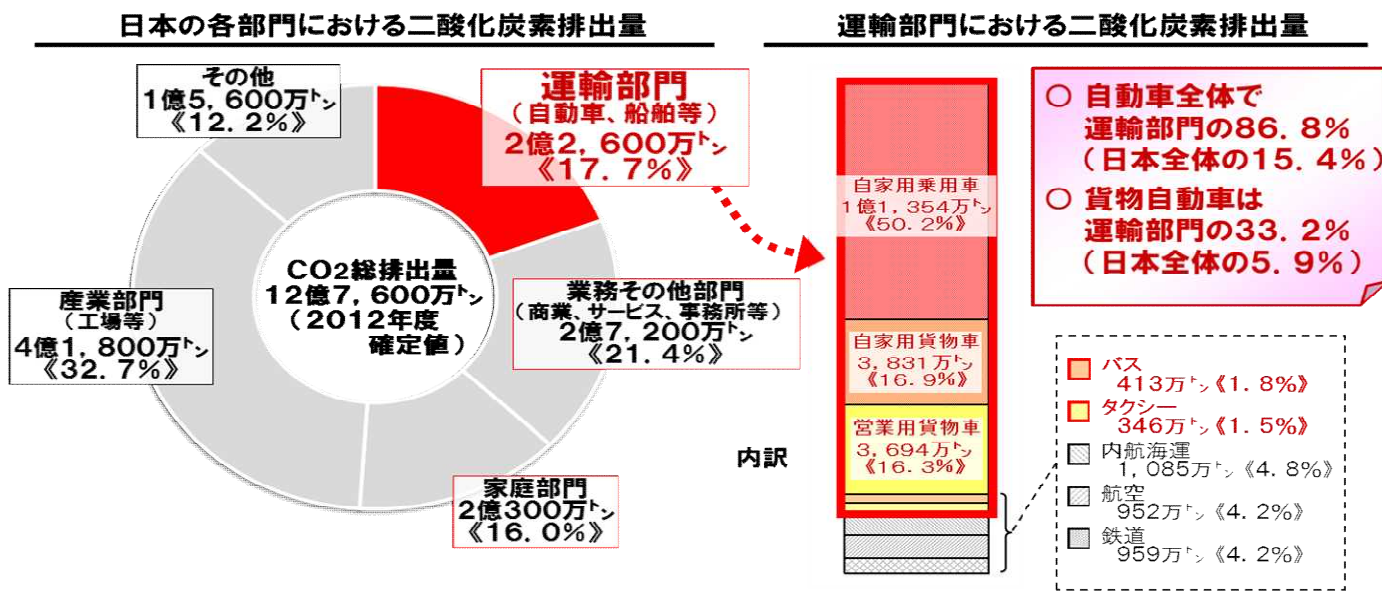 日本の各部門における二酸化炭素排出量
その他
1億5,600万㌧
《12.2%》
運輸部門
(自動車、船舶等)
2億2,600万㌧
《17.7%》
CO2総排出量
12億7,600万㌧
(2012年度
確定値)
産業部門
(工場等)
4億1,800万㌧
《32.7%》
業務その他部門
(商業、サービス、事務所等)
2億7,200万㌧
《21.4%》
家庭部門
2億300万㌧
《16.0%》
運輸部門における二酸化炭素排出量
自家用乗用車
1億1,354万㌧
《50.2%》
自家用貨物車
3,831万㌧
《16.9%》
営業用貨物車
3,694万㌧
《16.3%》
内訳
○ 自動車全体で
運輸部門の86.8%
(日本全体の15.4%)
○ 貨物自動車は
運輸部門の33.2%
(日本全体の5.9%)
バス
413万㌧《1.8%》
タクシー
346万㌧《1.5%》
内航海運
1,085万㌧《4.8%》
航空
952万㌧《4.2%》
鉄道
959万㌧《4.2%》